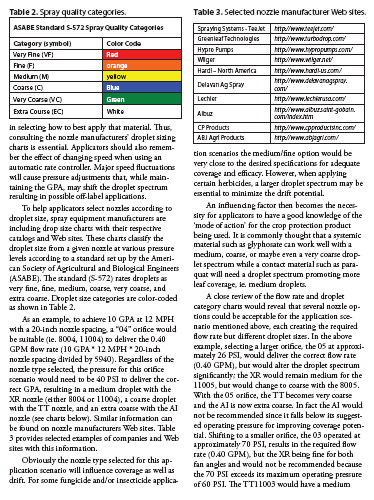 Table 2. Spray quality categories.
ASABE Standard S-572 Spray Quality Categories
Category (symbol) Color Code
Very Fine (VF) Red
Fine (F) orange
Medium (M) yellow
Coarse (C) Blue
Very Coarse (VC) Green
Extra Course (EC) White
in selecting how to best apply that material. Thus,
consulting the nozzle manufacturers' droplet sizing
charts is essential. Applicators should also remem-
ber the effect of changing speed when using an
automatic rate controller. Major speed fluctuations
will cause pressure adjustments that, while main-
taining the GPA, may shift the droplet spectrum
resulting in possible off-label applications.
To help applicators select nozzles according to
droplet size, spray equipment manufacturers are
including drop size charts with their respective
catalogs and Web sites. These charts classify the
droplet size from a given nozzle at various pressure
levels according to a standard set up by the Ameri-
can Society of Agricultural and Biological Engineers
(ASABE). The standard (S-572) rates droplets as
very fine, fine, medium, coarse, very coarse, and
extra coarse. Droplet size categories are color-coded
as shown in Table 2.
As an example, to achieve 10 GPA at 12 MPH
with a 20-inch nozzle spacing, a "04" orifice would
be suitable (ie. 8004, 11004) to deliver the 0.40
GPM flow rate (10 GPA * 12 MPH * 20-inch
nozzle spacing divided by 5940). Regardless of the
nozzle type selected, the pressure for this orifice
scenario would need to be 40 PSI to deliver the cor-
rect GPA, resulting in a medium droplet with the
XR nozzle (either 8004 or 11004), a coarse droplet
with the TT nozzle, and an extra coarse with the AI
nozzle (see charts below). Similar information can
be found on nozzle manufacturers Web sites. Table
3 provides selected examples of companies and Web
sites with this information.
Obviously the nozzle type selected for this ap-
plication scenario will influence coverage as well as
drift. For some fungicide and/or insecticide applica-
Table 3. Selected nozzle manufacturer Web sites.
Spraying Systems - TeeJet http://www.teejet.com/
Greenleaf Technologies http://www.turbodrop.com/
Hypro Pumps http://www.hypropumps.com/
Wilger http://www.wilger.net/
Hardi – North America http://www.hardi-us.com/
Delavan Ag Spray http://www.delavanagspray.
com/
Lechler http://www.lechlerusa.com/
Albuz http://www.albuz.saint-gobain.
com/index.htm
CP Products http://www.cpproductsinc.com/
ABJ Agri Products http://www.abjagri.com/
tion scenarios the medium/fine option would be
very close to the desired specifications for adequate
coverage and efficacy. However, when applying
certain herbicides, a larger droplet spectrum may be
essential to minimize the drift potential.
An influencing factor then becomes the neces-
sity for applicators to have a good knowledge of the
'mode of action' for the crop protection product
being used. It is commonly thought that a systemic
material such as glyphosate can work well with a
medium, coarse, or maybe even a very coarse drop-
let spectrum while a contact material such as para-
quat will need a droplet spectrum promoting more
leaf coverage, ie. medium droplets.
A close review of the flow rate and droplet
category charts would reveal that several nozzle op-
tions could be acceptable for the application sce-
nario mentioned above, each creating the required
flow rate but different droplet sizes. In the above
example, selecting a larger orifice, the 05 at approxi-
mately 26 PSI, would deliver the correct flow rate
(0.40 GPM), but would alter the droplet spectrum
significantly: the XR would remain medium for the
11005, but would change to coarse with the 8005.
With the 05 orifice, the TT becomes very coarse
and the AI is now extra coarse. In fact the AI would
not be recommended since it falls below its suggest-
ed operating pressure for improving coverage poten-
tial. Shifting to a smaller orifice, the 03 operated at
approximately 70 PSI, results in the required flow
rate (0.40 GPM), but the XR being fine for both
fan angles and would not be recommended because
the 70 PSI exceeds its maximum operating pressure
of 60 PSI. The TT11003 would have a medium